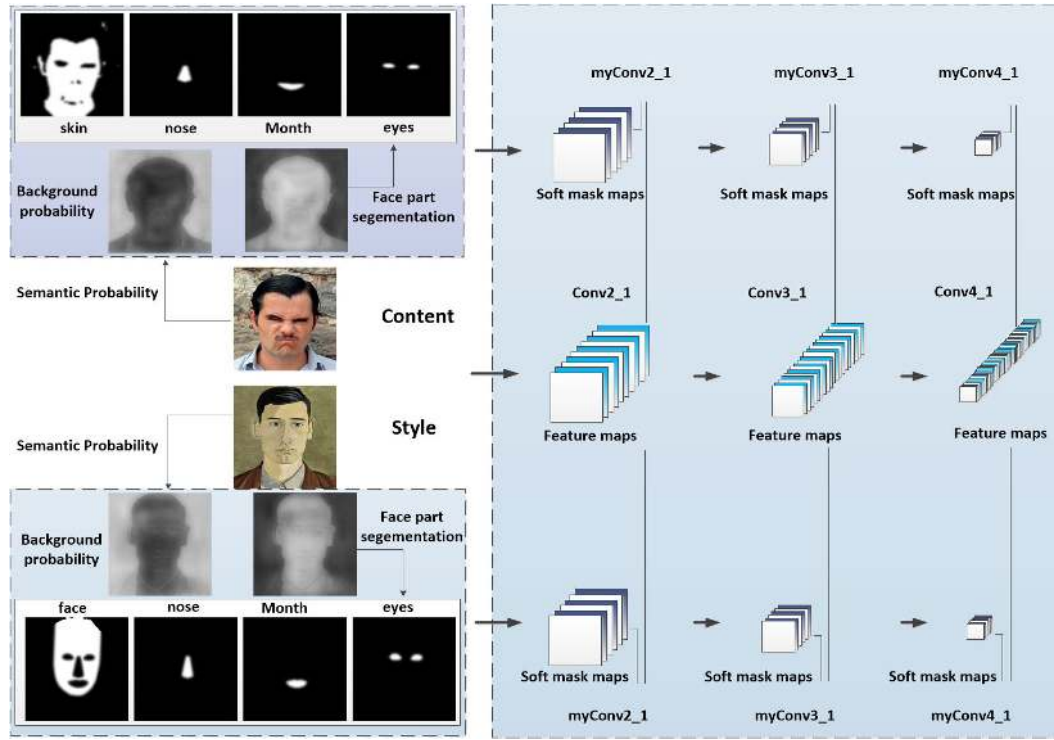 skin
nose
Month
eyes
Background
probability
Face part
segementation
Semantic Probability
Content
Style
Semantic Probability
Background
probability
Face part
segementation
face
nose
Month
eyes
myConv2_1
myConv3_1
myConv4_1
Soft mask maps
Soft mask maps
Soft mask maps
Conv2_1
Conv3_1
Conv4_1
Feature maps
Feature maps
Feature maps
Soft mask maps
Soft mask maps
Soft mask maps
myConv2_1
myConv3_1
myConv4_1